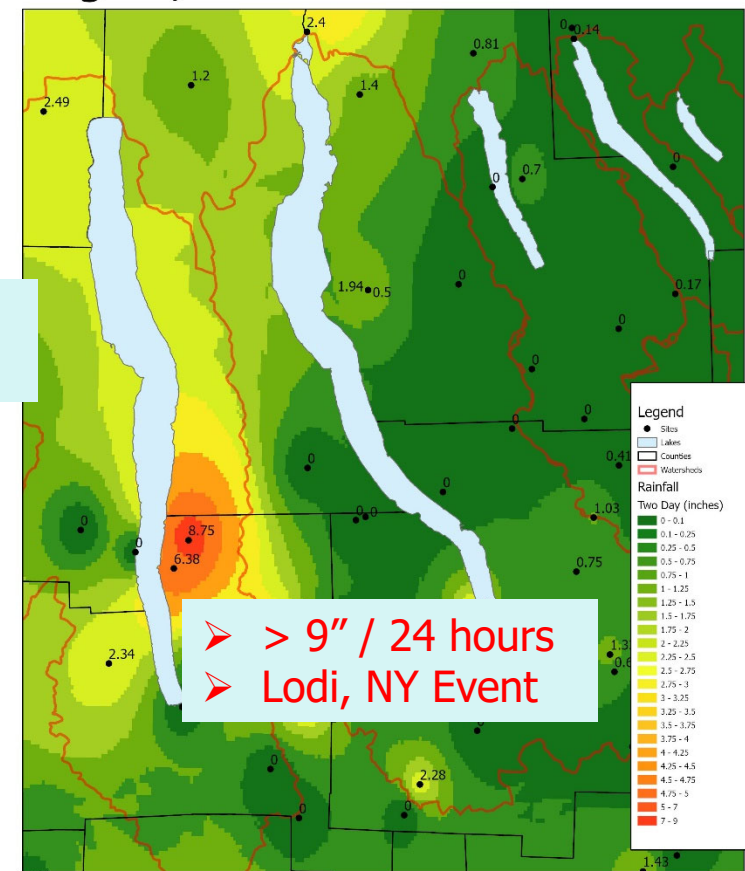 2.4
0
0.14
0.81
1.2
1.4
2.49
0
0.7
0
0
1.94
0.5
0.17
0
0
0
0
0
0.41
0
0 0
1.03
0
8.75
0
6.38
0.75
2.34
➢ > 9” / 24 hours
➢ Lodi, NY Event
0
2.28
0
0
1.43
Legend
Sites
Lakes
Counties
Watersheds
Rainfall
Two Day (inches)
0 - 0.1
0.1 - 0.25
0.25 - 0.5
0.5 - 0.75
0.75 - 1
1 - 1.25
1.25 - 1.5
1.5 - 1.75
1.75 - 2
2 - 2.25
2.25 - 2.5
2.5 - 2.75
2.75 - 3
3 - 3.25
3.25 - 3.5
3.5 - 3.75
3.75 - 4
4 - 4.25
4.25 - 4.5
4.5 - 4.75
4.75 - 5
5 - 7
7 - 9